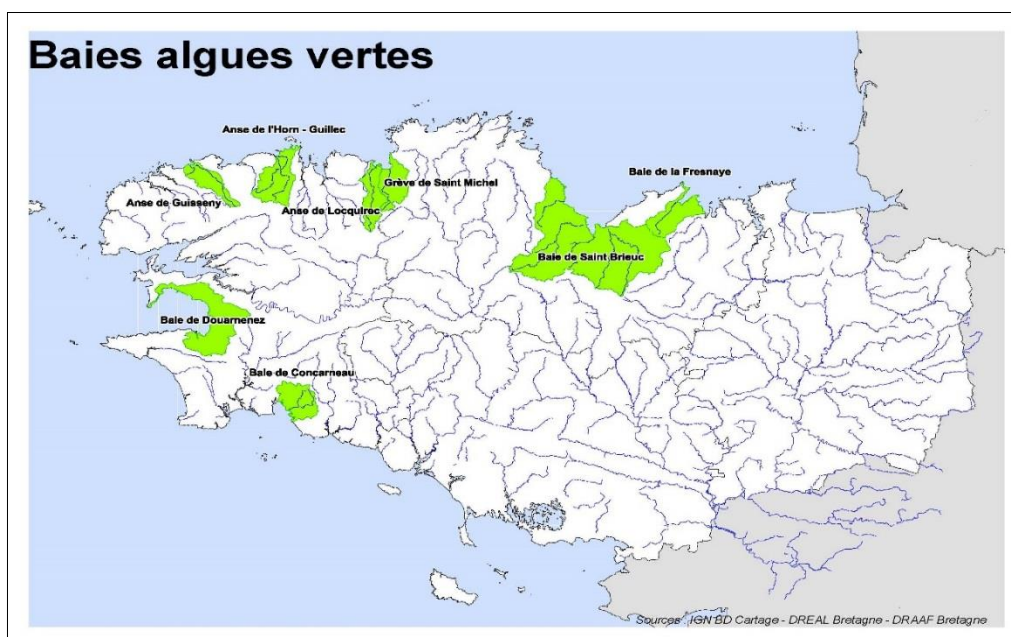 Baies algues vertes
Anse de l'Horn - Guillec
Baie de la Fresnaye
Grève de Saint Michel
Anse de Guisseny
Anse de Locquirec
Baie de Saint Brieuc
Baie de Douarnenez
Baie de Concarneau
Sources : IGN BD Cartage - DREAL Bretagne - DRAAF Bretagne